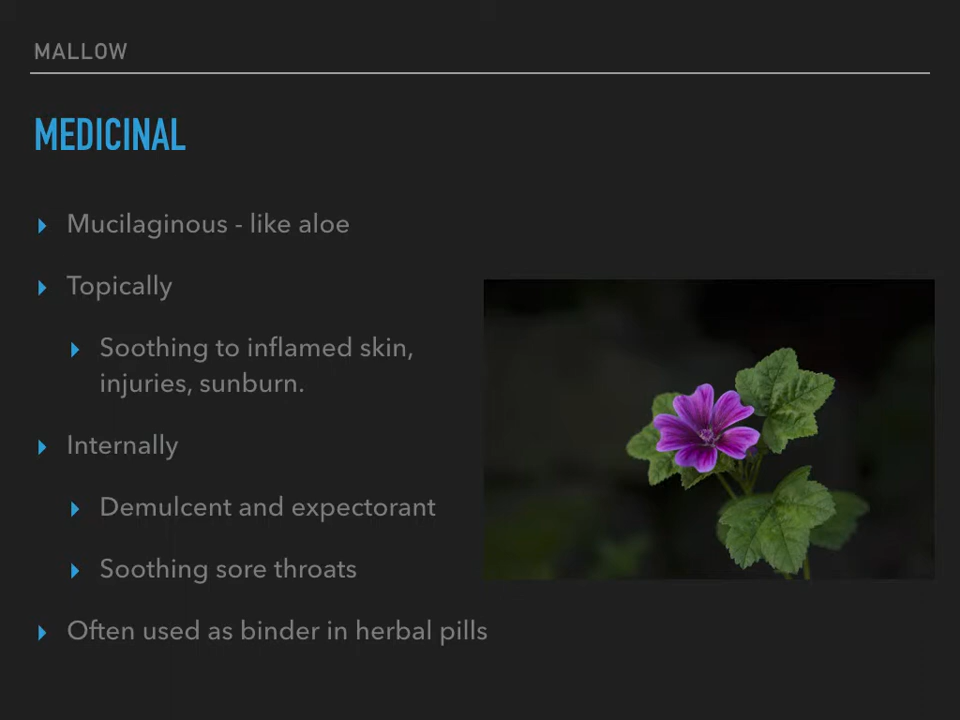 MALLOW
MEDICINAL
Mucilaginous - like aloe
Topically
Soothing to inflamed skin,
injuries, sunburn.
Internally
Demulcent and expectorant
Soothing sore throats
Often used as binder in herbal pills